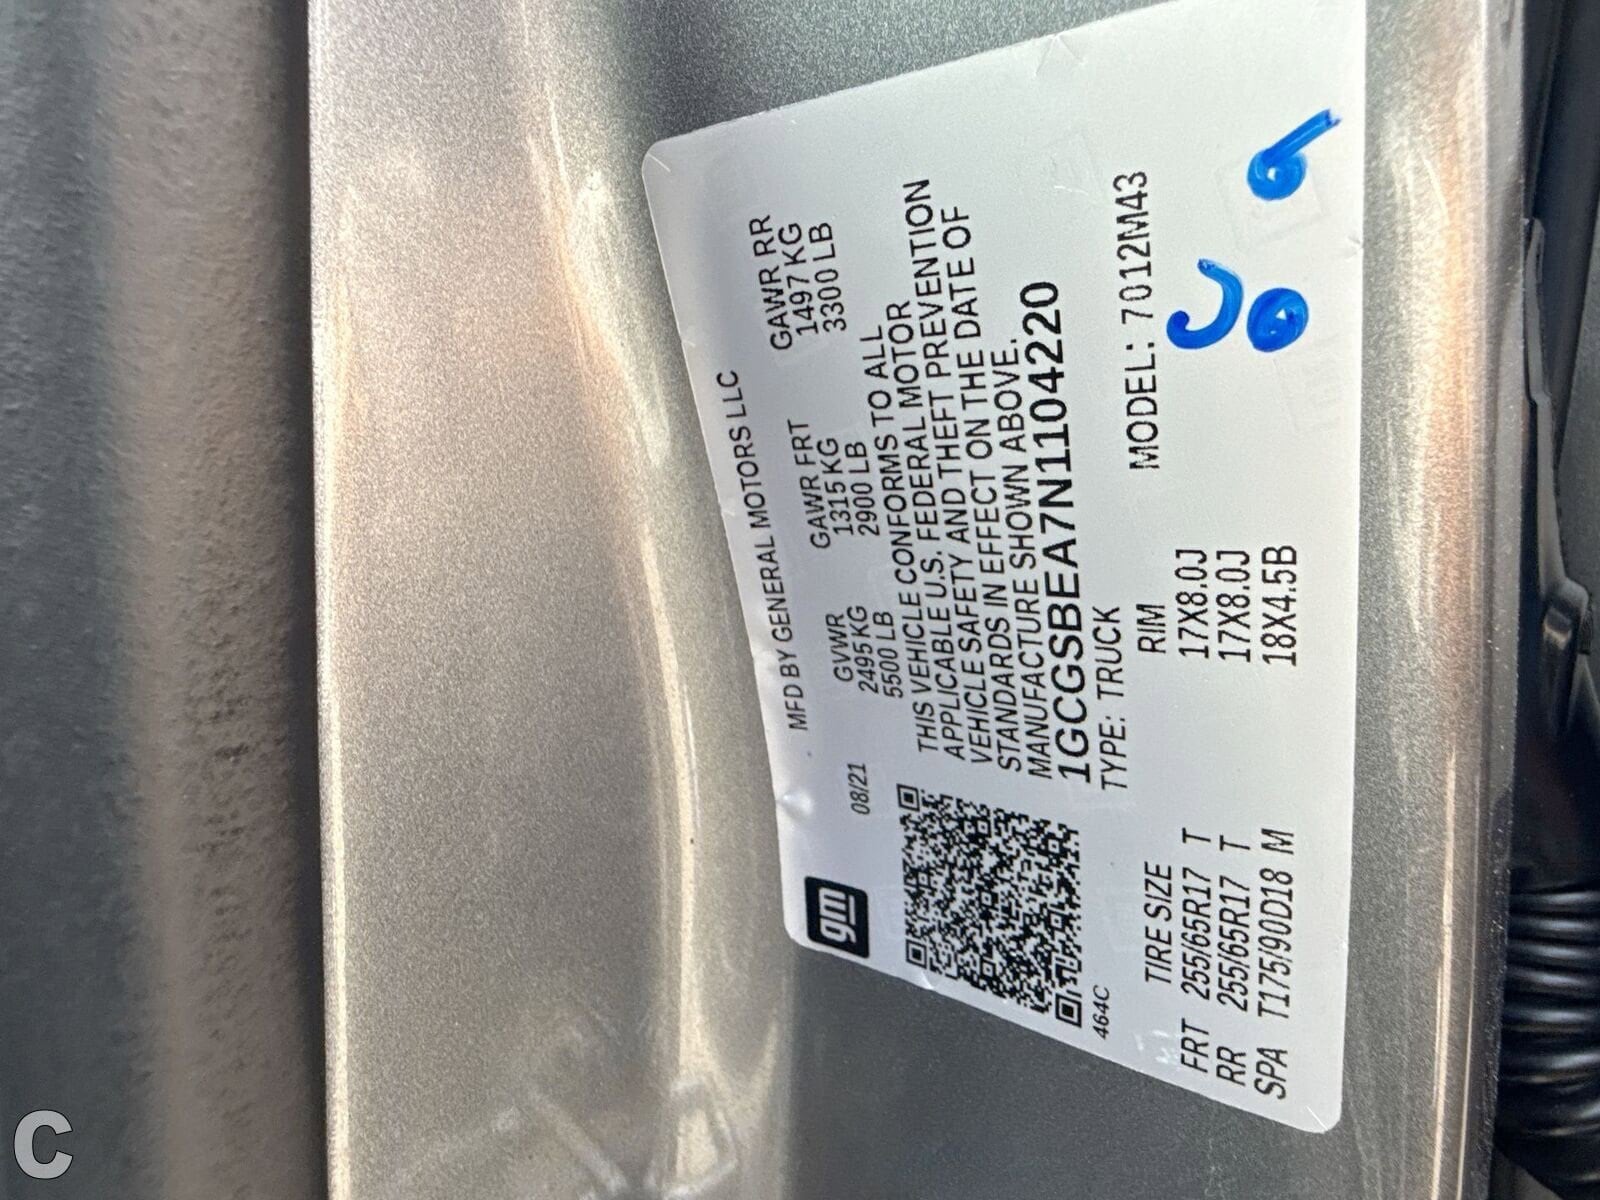 gm
MFD BY GENERAL MOTORS LLC
08/21
GVWR GAWR FRT GAWR RR
2495 KG 1315 KG 1497 KG
5500 LB 2900 LB 3300 LB
THIS VEHICLE CONFORMS TO ALL
APPLICABLE U.S. FEDERAL MOTOR
VEHICLE SAFETY AND THEFT PREVENTION
STANDARDS IN EFFECT ON THE DATE OF
MANUFACTURE SHOWN ABOVE.
1GCGSBEA7N1104220
464C
TYPE: TRUCK MODEL: 7012M43
TIRE SIZE RIM
FRT 255/65R17 T 17X8.0J
RR 255/65R17 T 17X8.0J
SPA T175/90D18 M 18X4.5B
C